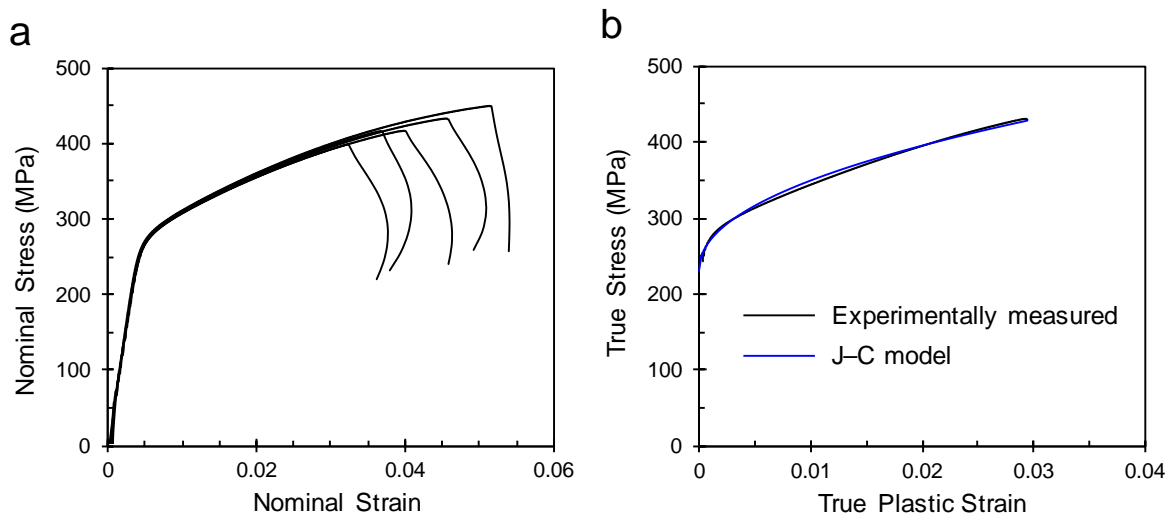 a
500
400
300
200
100
0
Nominal Stress (MPa)
0
0.02
0.04
0.06
Nominal Strain
b
500
400
300
200
100
0
True Stress (MPa)
Experimentally measured
J–C model
0
0.01
0.02
0.03
0.04
True Plastic Strain